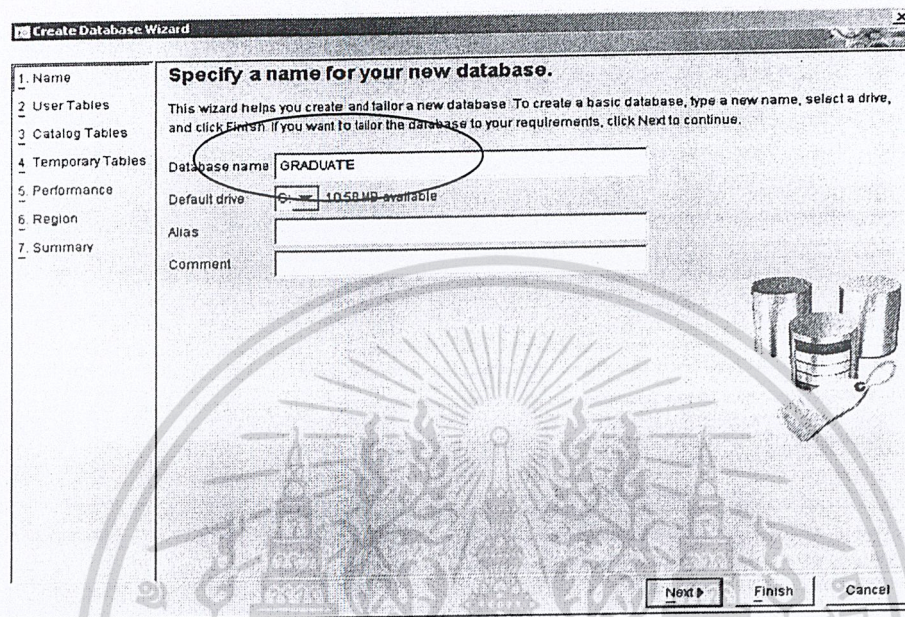 Create Database Wizard
1. Name
2 User Tables
3 Catalog Tables
4 Temporary Tables
5. Performance
6. Region
7. Summary
Specify a name for your new database.
This wizard helps you create and tailor a new database. To create a basic database, type a new name, select a drive,
and click Finish. If you want to tailor the database to your requirements, click Next to continue.
Database name GRADUATE
Default drive 1058 MB available
Alias
Comment
Next
Finish
Cancel